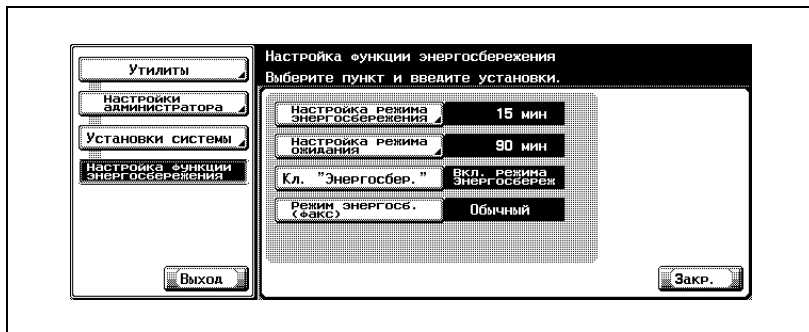 Настройка функции энергосбережения
Выберите пункт и введите установки.
Утилиты
Настройки
администратора
Установки системы
Настройка функции
энергосбережения
Выход
Настройка режима
энергосбережения
15 мин
Настройка режима
ожидания
90 мин
Кл. "Энергосбер."
Вкл. режима
энергосбереж
Режим энергосб.
(факс)
Обычный
Закр.